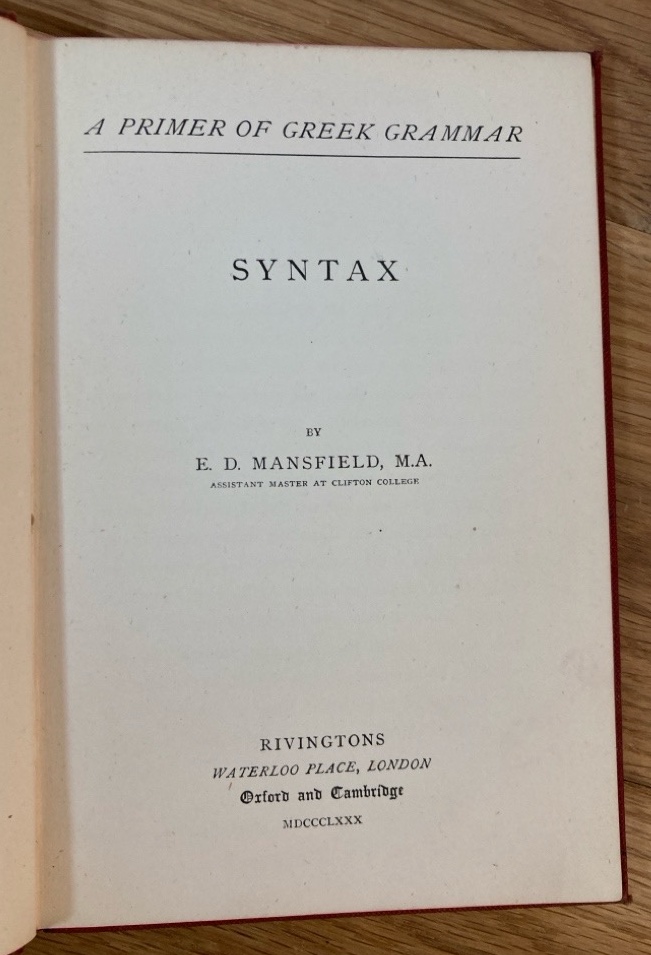 A PRIMER OF GREEK GRAMMAR
SYNTAX
BY
E. D. MANSFIELD, M.A.
ASSISTANT MASTER AT CLIFTON COLLEGE
RIVINGTONS
WATERLOO PLACE, LONDON
Oxford and Cambridge
MDCCCLXXX